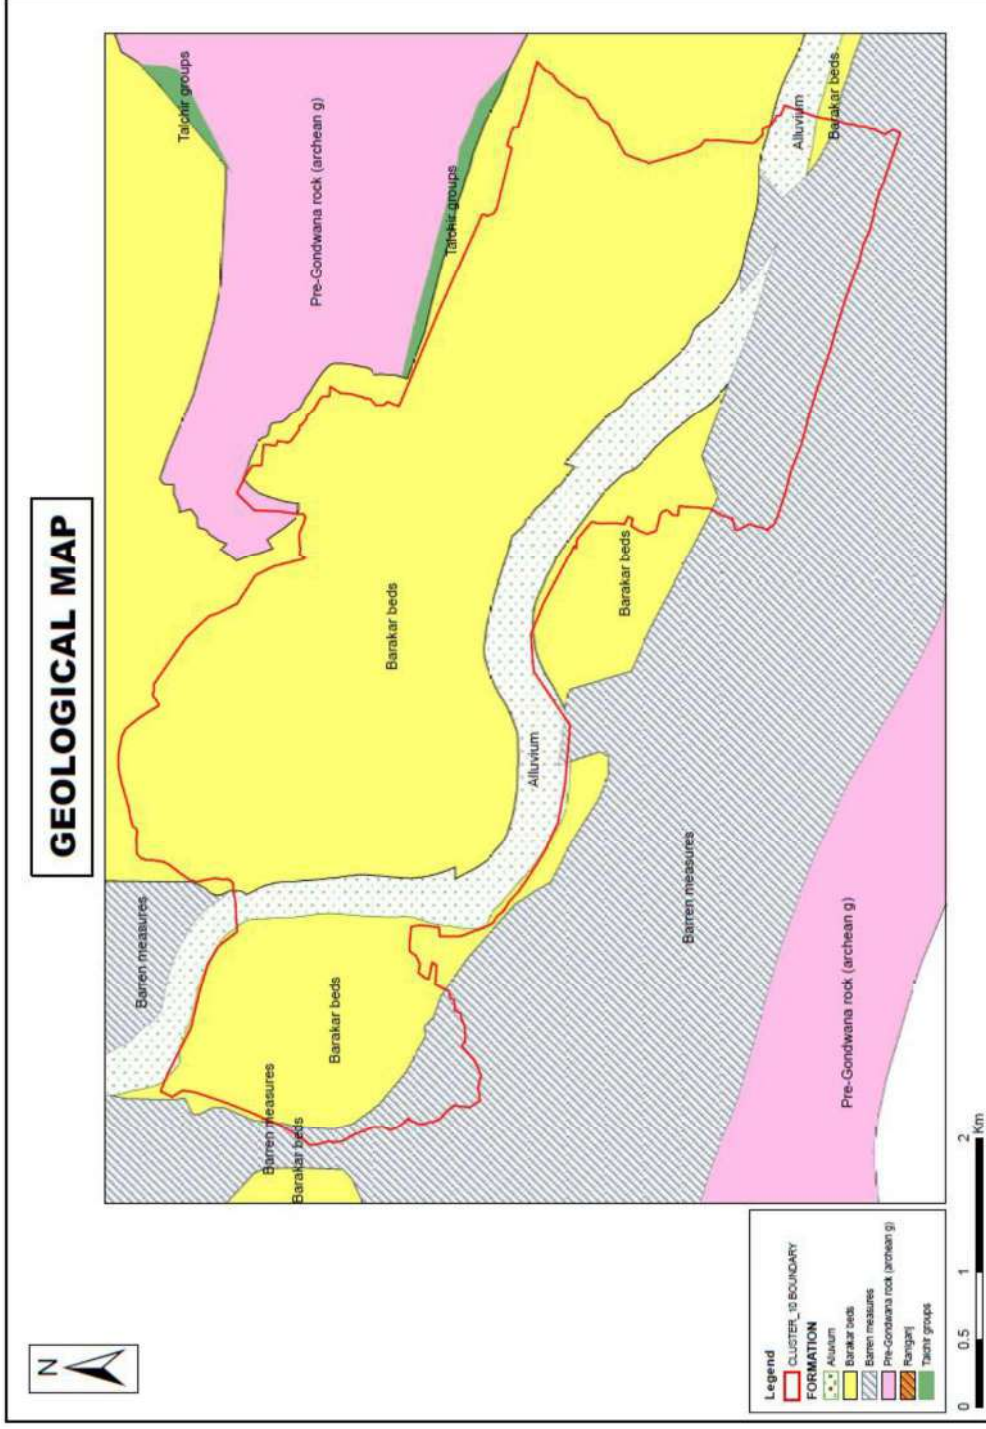 GEOLOGICAL MAP
N
Talchir groups
Pre-Gondwana rock (archean g)
Talchir groups
Alluvium
Barakar beds
Barakar beds
Barakar beds
Alluvium
Barren measures
Barakar beds
Barren measures
Barakar beds
Barren measures
Pre-Gondwana rock (archean g)
Legend
CLUSTER_10 BOUNDARY
FORMATION
Alluvium
Barakar beds
Barren measures
Pre-Gondwana rock (archean g)
Raniganj
Talchir groups
0 0.5 1 2
Km